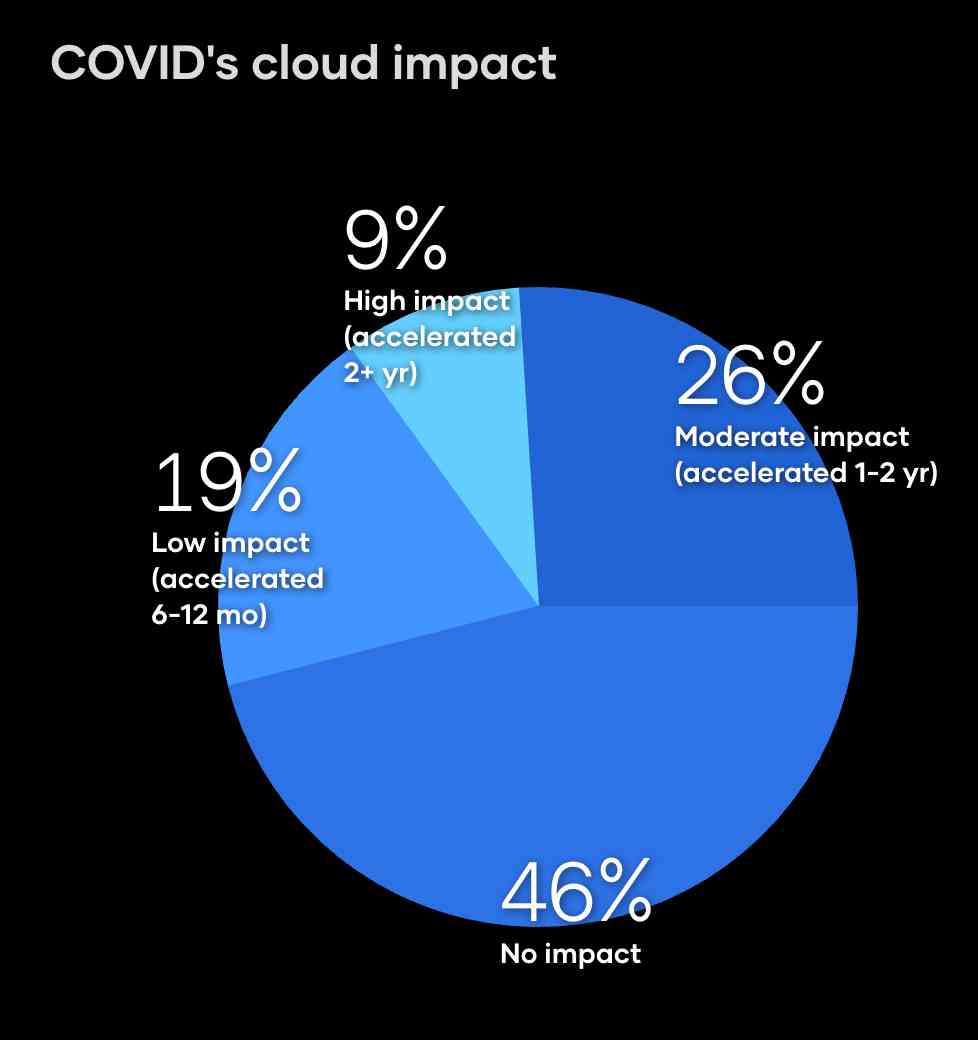 COVID's cloud impact
9%
High impact
(accelerated
2+ yr)
26%
Moderate impact
(accelerated 1-2 yr)
19%
Low impact
(accelerated
6-12 mo)
46%
No impact